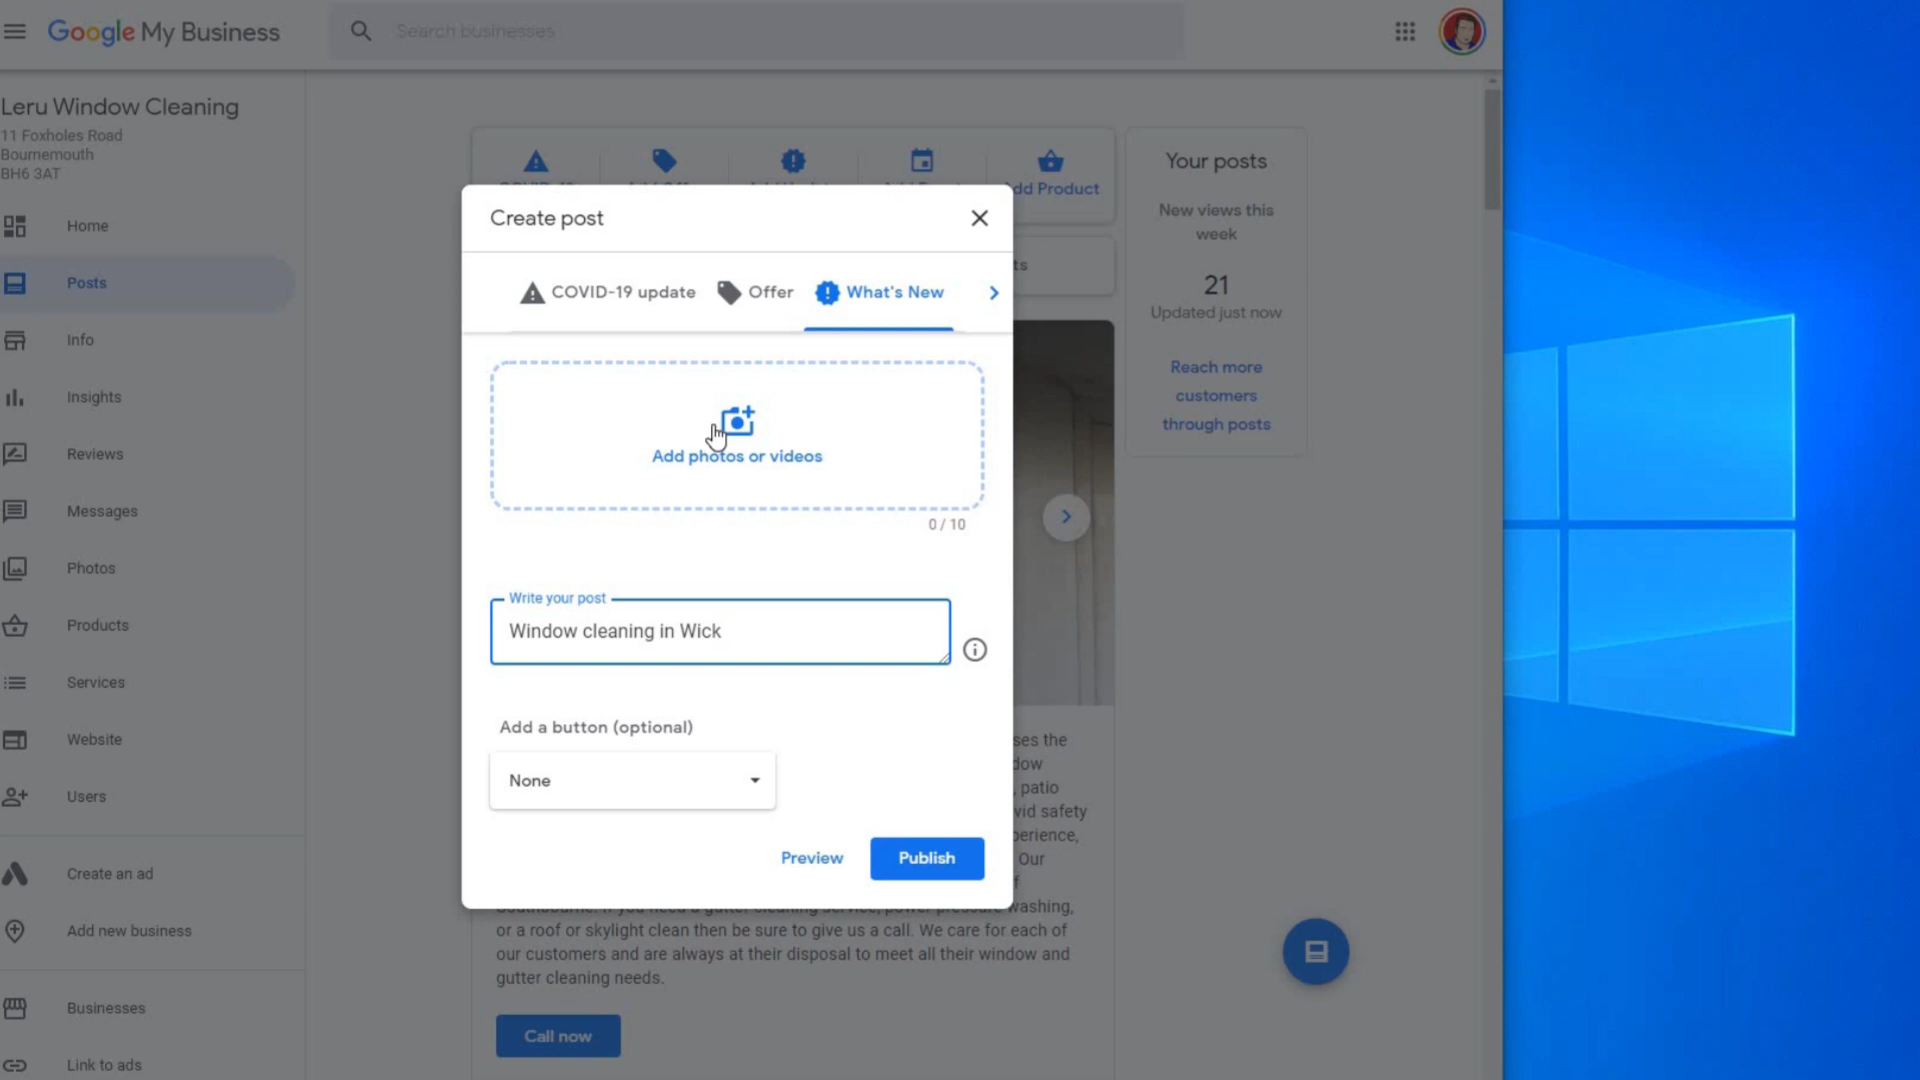 Google My Business
Search businesses
Leru Window Cleaning
11 Foxholes Road
Bournemouth
BH6 3AT
Home
Posts
Info
Insights
Reviews
Messages
Photos
Products
Services
Website
Users
Create an ad
Add new business
Businesses
Link to ads
dd Product
ts
Create post
COVID-19 update
Offer
What's New
Add photos or videos
0 / 10
Write your post
Window cleaning in Wick
Add a button (optional)
None
Preview
Publish
Your posts
New views this
week
21
Updated just now
Reach more
customers
through posts
ses the
dow
, patio
vid safety
perience,
Our
washing,
or a roof or skylight clean then be sure to give us a call. We care for each of
our customers and are always at their disposal to meet all their window and
gutter cleaning needs.
Call now